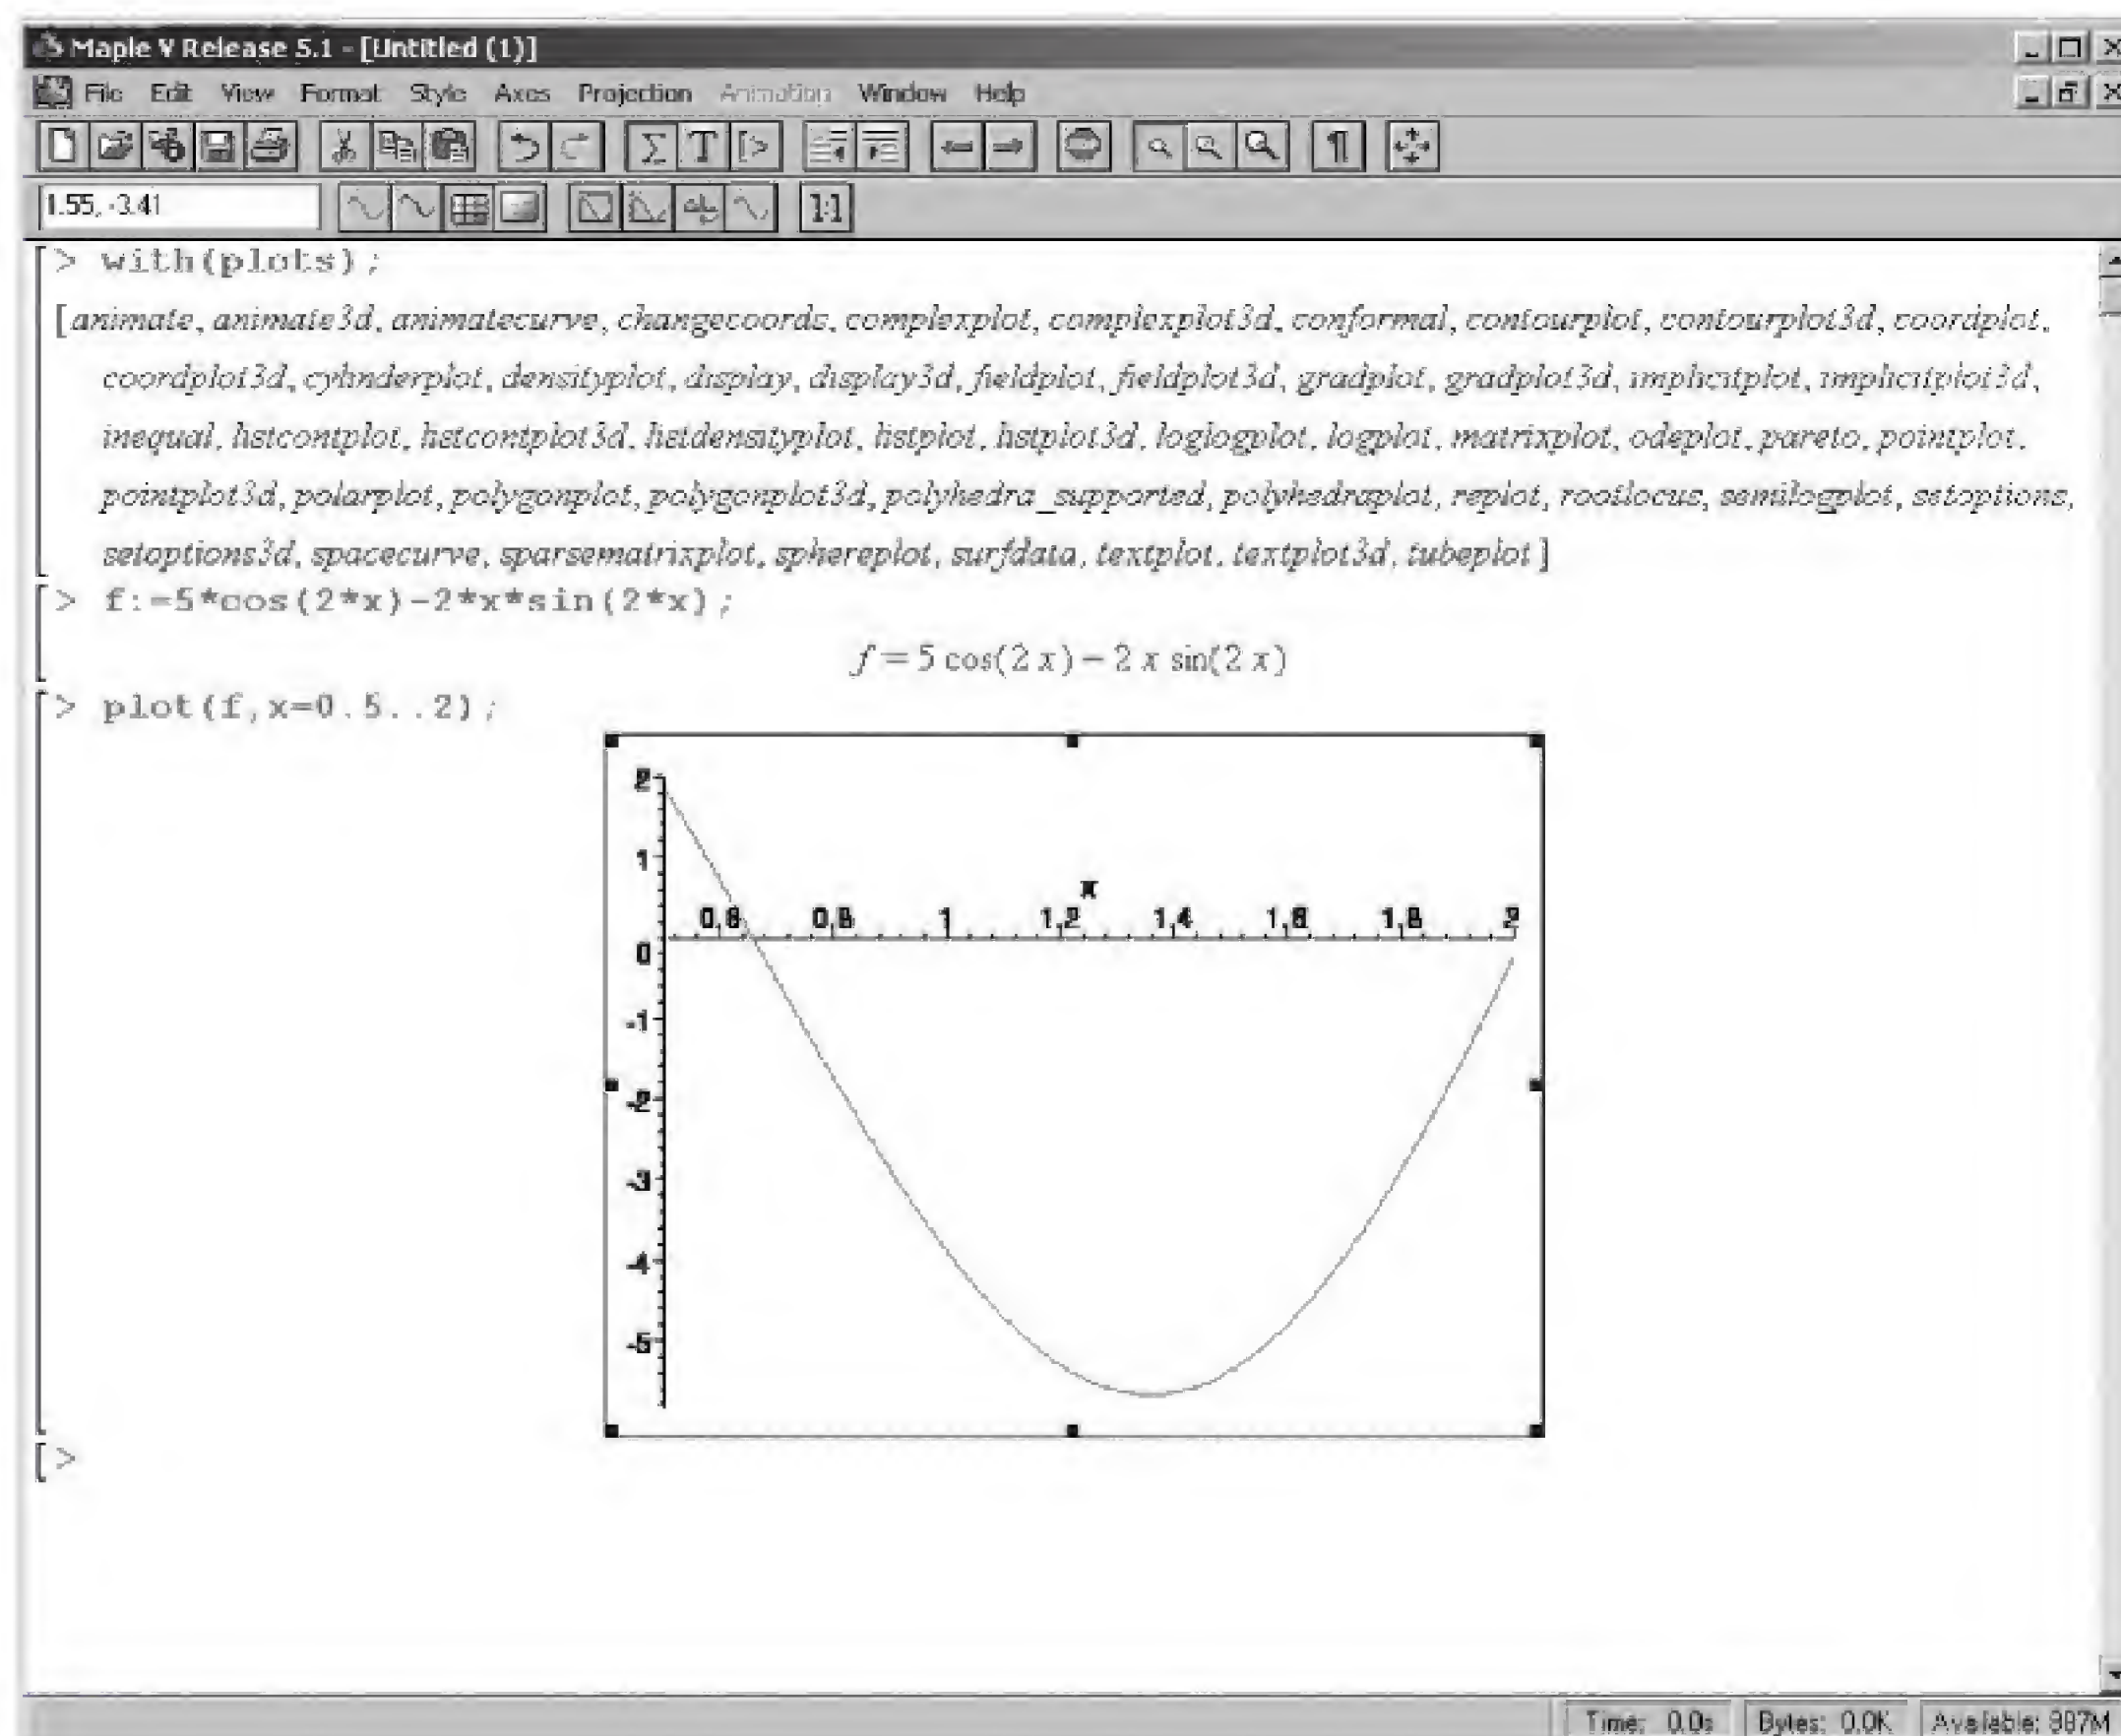 Maple V Release 5.1 - [Untitled (1)]
File Edit View Format Style Axes Projection Animation Window Help
1.55, -3.41
1:1
[> with(plots);
[animate, animate3d, animatecurve, changecoords, complexplot, complexplot3d, conformal, contourplot, contourplot3d, coordplot,
coordplot3d, cylinderplot, densityplot, display, display3d, fieldplot, fieldplot3d, gradplot, gradplot3d, implicitplot, implicitplot3d,
inequal, listcontplot, listcontplot3d, listdensityplot, listplot, listplot3d, loglogplot, logplot, matrixplot, odeplot, pareto, pointplot,
pointplot3d, polarplot, polygonplot, polygonplot3d, polyhedra_supported, polyhedraplot, replot, rootlocus, semilogplot, setoptions,
setoptions3d, spacecurve, sparsematrixplot, sphereplot, surfdata, textplot, textplot3d, tubeplot]
[> f:=5*cos(2*x)-2*x*sin(2*x);
f = 5 cos(2 x) − 2 x sin(2 x)
[> plot(f,x=0.5..2);
2
1
x
0.6 0.8 1 1.2 1.4 1.6 1.8 2
0
-1
-2
-3
-4
-5
[>
Time: 0.0s Bytes: 0.0K Available: 987M